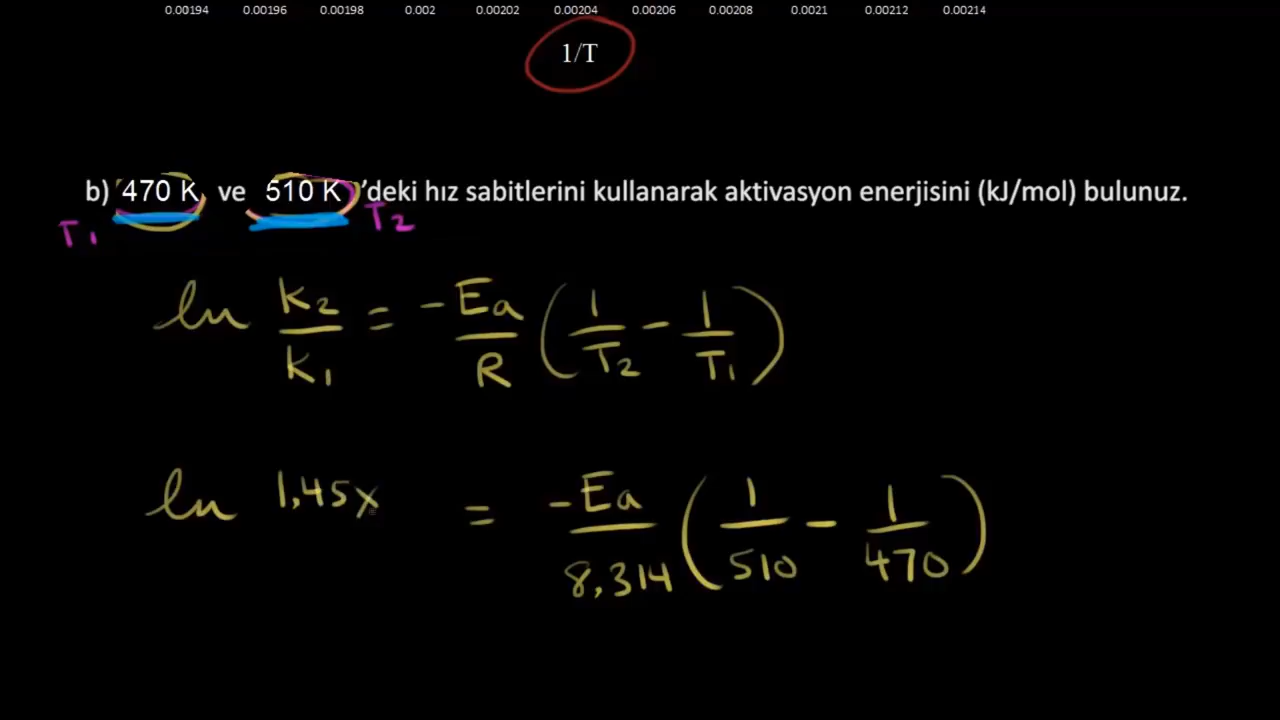 0.00194 0.00196 0.00198 0.002 0.00202 0.00204 0.00206 0.00208 0.0021 0.00212 0.00214
1/T
b) 470 K ve 510 K 'deki hız sabitlerini kullanarak aktivasyon enerjisini (kJ/mol) bulunuz.
T1 T2
ln K2/K1 = -Ea/R (1/T2 - 1/T1)
ln 1,45x = -Ea/8,314 (1/510 - 1/470)